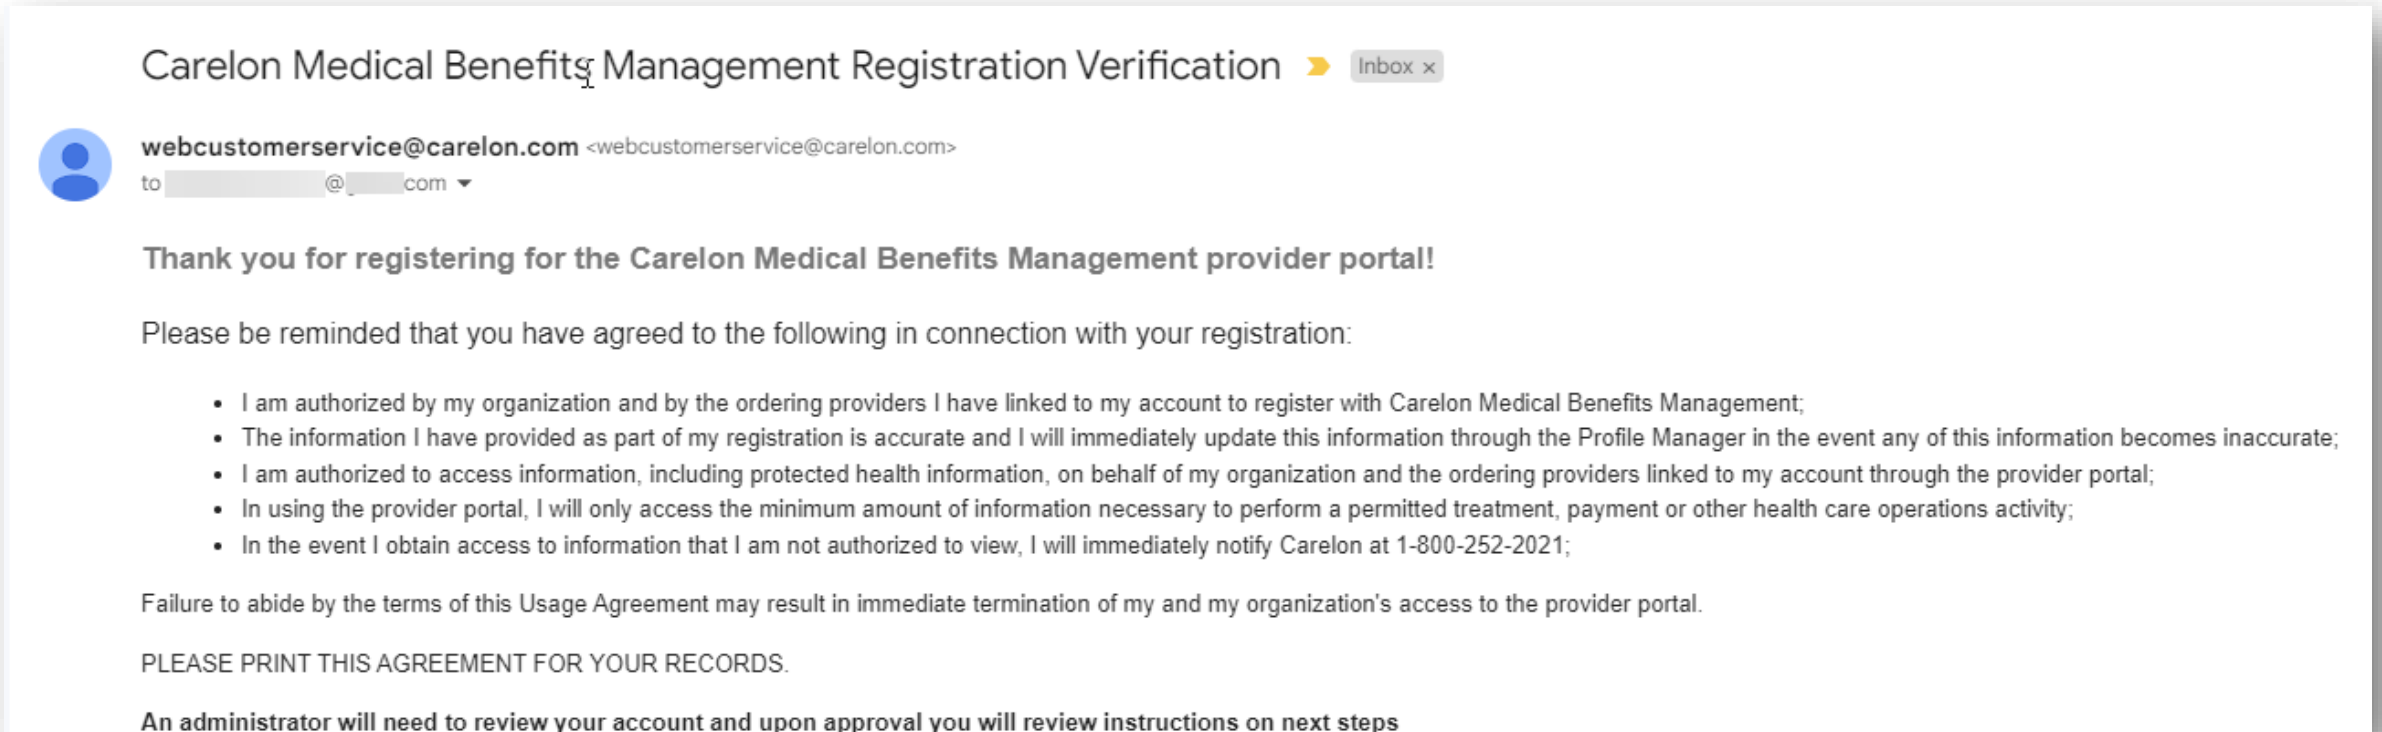 Carelon Medical Benefits Management Registration Verification Inbox ×
webcustomerservice@carelon.com <webcustomerservice@carelon.com>
to @ com
Thank you for registering for the Carelon Medical Benefits Management provider portal!
Please be reminded that you have agreed to the following in connection with your registration:
• I am authorized by my organization and by the ordering providers I have linked to my account to register with Carelon Medical Benefits Management;
• The information I have provided as part of my registration is accurate and I will immediately update this information through the Profile Manager in the event any of this information becomes inaccurate;
• I am authorized to access information, including protected health information, on behalf of my organization and the ordering providers linked to my account through the provider portal;
• In using the provider portal, I will only access the minimum amount of information necessary to perform a permitted treatment, payment or other health care operations activity;
• In the event I obtain access to information that I am not authorized to view, I will immediately notify Carelon at 1-800-252-2021;
Failure to abide by the terms of this Usage Agreement may result in immediate termination of my and my organization's access to the provider portal.
PLEASE PRINT THIS AGREEMENT FOR YOUR RECORDS.
An administrator will need to review your account and upon approval you will review instructions on next steps